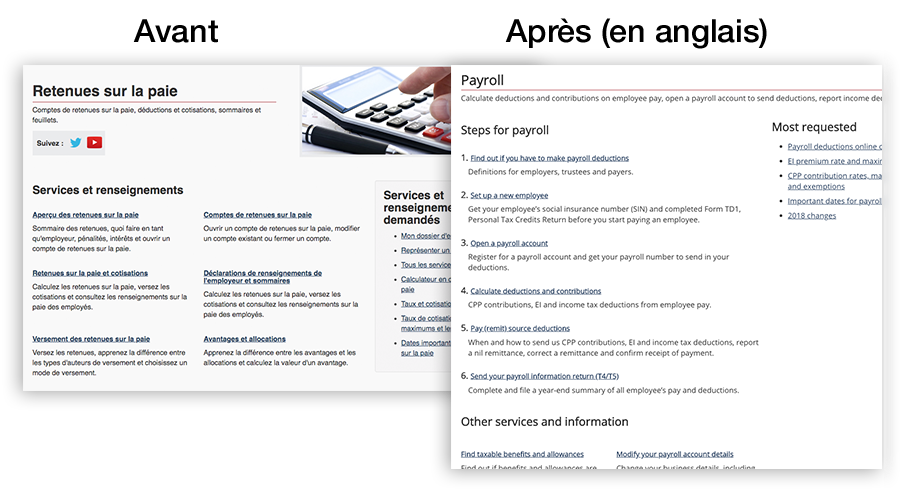 Avant
Après (en anglais)
Retenues sur la paie
Comptes de retenues sur la paie, déductions et cotisations, sommaires et
feuillets.
Suivez :
Services et renseignements
Aperçu des retenues sur la paie
Sommaire des retenues, quoi faire en tant
qu'employeur, pénalités, intérêts et ouvrir un
compte de retenues sur la paie.
Comptes de retenues sur la paie
Ouvrir un compte de retenues sur la paie, modifier
un compte existant ou fermer un compte.
Retenues sur la paie et cotisations
Calculez les retenues sur la paie, versez les
cotisations et consultez les renseignements sur la
paie des employés.
Déclarations de renseignements de
l'employeur et sommaires
Calculez les retenues sur la paie, versez les
cotisations et consultez les renseignements sur la
paie des employés.
Versement des retenues sur la paie
Versez les retenues, apprenez la différence entre
les types d'auteurs de versement et choisissez un
mode de versement.
Avantages et allocations
Apprenez la différence entre les avantages et les
allocations et calculez la valeur d'un avantage.
Services et
renseigneme
demandés
Mon dossier d'e
Représenter un
Tous les service
Calculateur en d
paie
Taux et cotisatio
Taux de cotisa
maximums et le
Dates important
sur la paie
Payroll
Calculate deductions and contributions on employee pay, open a payroll account to send deductions, report income de
Steps for payroll
1. Find out if you have to make payroll deductions
Definitions for employers, trustees and payers.
2. Set up a new employee
Get your employee's social insurance number (SIN) and completed Form TD1,
Personal Tax Credits Return before you start paying an employee.
3. Open a payroll account
Register for a payroll account and get your payroll number to send in your
deductions.
4. Calculate deductions and contributions
CPP contributions, EI and income tax deductions from employee pay.
5. Pay (remit) source deductions
When and how to send us CPP contributions, EI and income tax deductions, report
a nil remittance, correct a remittance and confirm receipt of payment.
6. Send your payroll information return (T4/T5)
Complete and file a year-end summary of all employee's pay and deductions.
Most requested
Payroll deductions online c
EI premium rate and maxin
CPP contribution rates, ma
and exemptions
Important dates for payrol
2018 changes
Other services and information
Find taxable benefits and allowances
Find out if benefits and allowances are
Modify your payroll account details
Change your business details, including